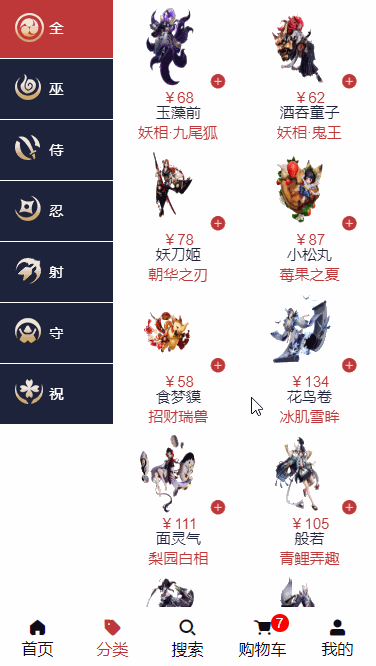 全
巫
侍
忍
射
守
祝
￥68
￥62
玉藻前
酒吞童子
妖相·九尾狐
妖相·鬼王
￥78
￥87
妖刀姬
小松丸
朝华之刃
莓果之夏
￥58
￥134
食梦貘
花鸟卷
招财瑞兽
冰肌雪眸
￥111
￥105
面灵气
般若
梨园白相
青鲤弄趣
7
首页
分类
搜索
购物车
我的